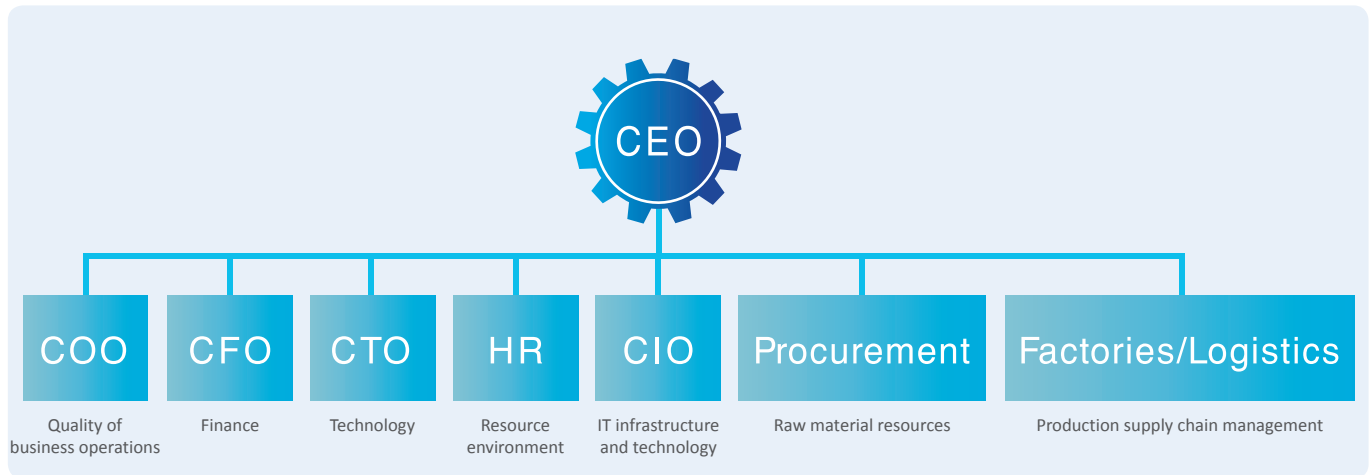 CEO
COO
CFO
CTO
HR
CIO
Procurement
Factories/Logistics
Quality of
business operations
Finance
Technology
Resource
environment
IT infrastructure
and technology
Raw material resources
Production supply chain management